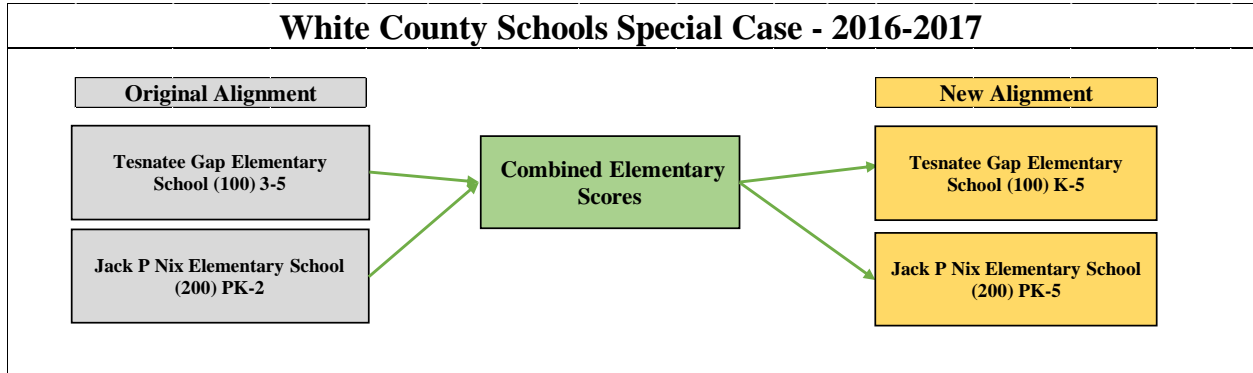 White County Schools Special Case - 2016-2017
Original Alignment
New Alignment
Tesnatee Gap Elementary
School (100) 3-5
Combined Elementary
Scores
Tesnatee Gap Elementary
School (100) K-5
Jack P Nix Elementary School
(200) PK-2
Jack P Nix Elementary School
(200) PK-5